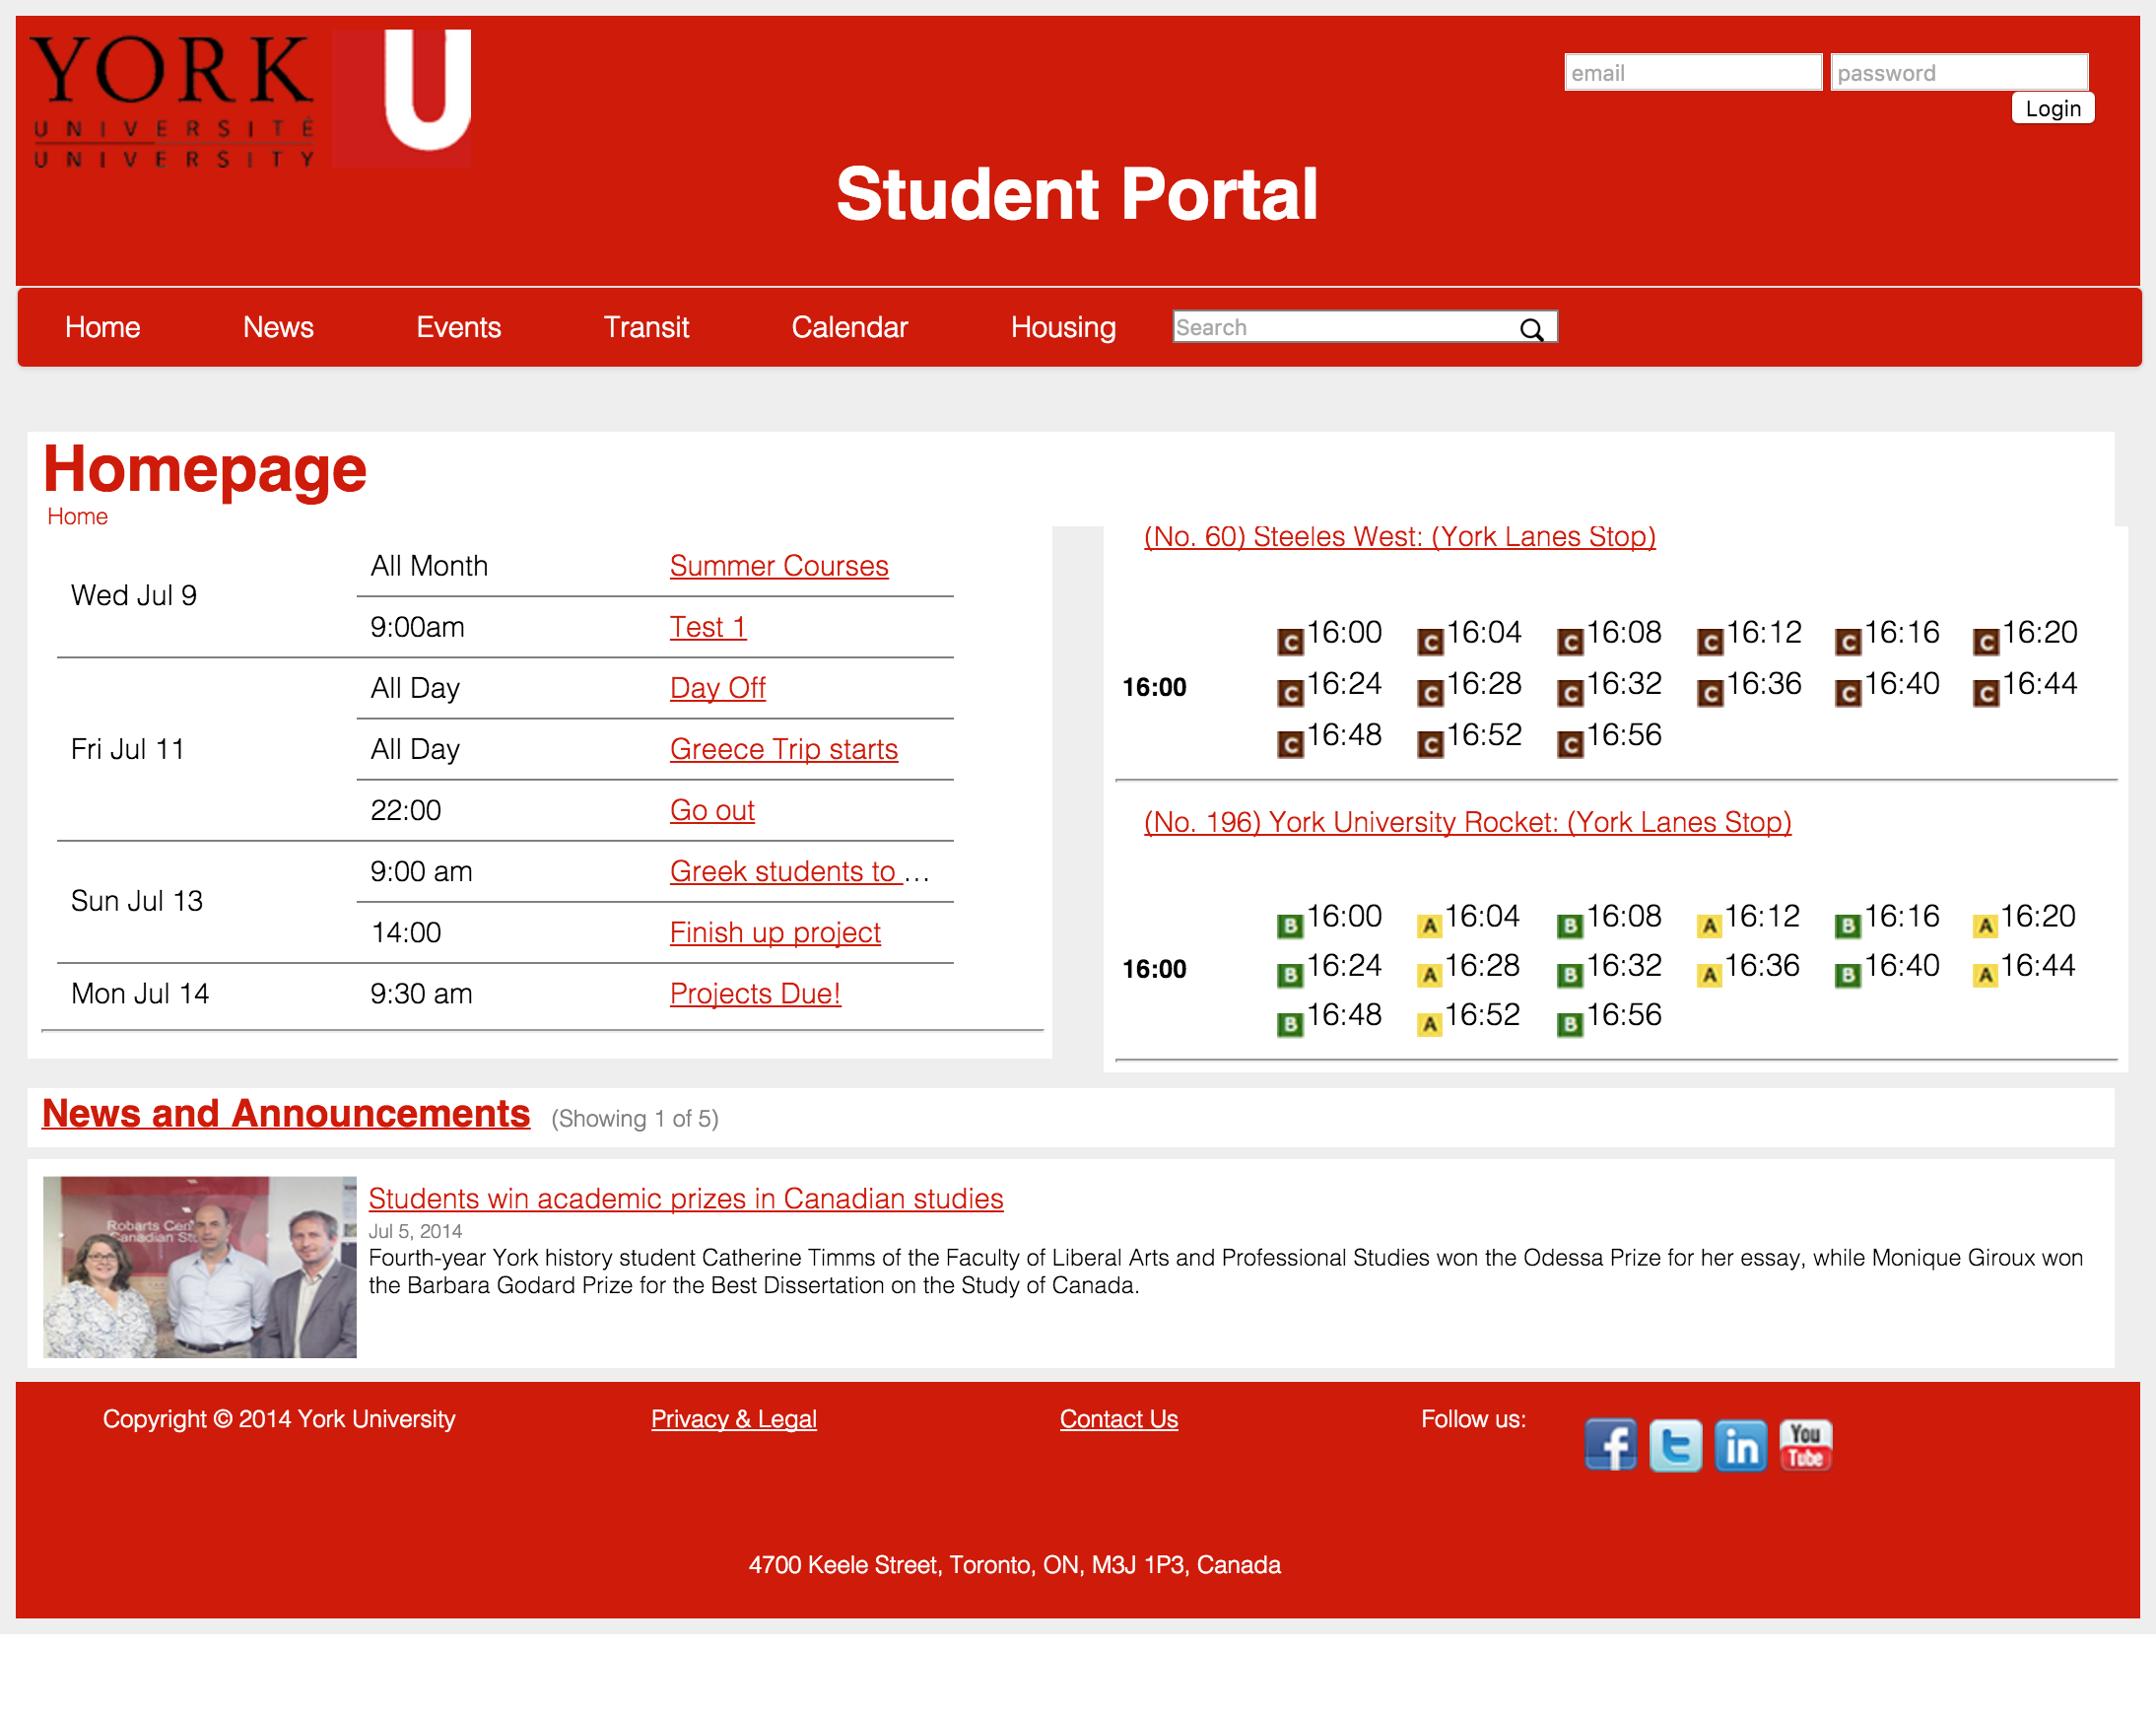 YORK U
UNIVERSITÉ
UNIVERSITY
email password
Login
Student Portal
Home News Events Transit Calendar Housing Search
Homepage
Home
Wed Jul 9
All Month Summer Courses
9:00am Test 1
Fri Jul 11
All Day Day Off
All Day Greece Trip starts
22:00 Go out
Sun Jul 13
9:00 am Greek students to ...
14:00 Finish up project
Mon Jul 14 9:30 am Projects Due!
(No. 60) Steeles West: (York Lanes Stop)
16:00
C 16:00 C 16:04 C 16:08 C 16:12 C 16:16 C 16:20
C 16:24 C 16:28 C 16:32 C 16:36 C 16:40 C 16:44
C 16:48 C 16:52 C 16:56
(No. 196) York University Rocket: (York Lanes Stop)
16:00
B 16:00 A 16:04 B 16:08 A 16:12 B 16:16 A 16:20
B 16:24 A 16:28 B 16:32 A 16:36 B 16:40 A 16:44
B 16:48 A 16:52 B 16:56
News and Announcements (Showing 1 of 5)
Robarts Cen
Canadian Stu
Students win academic prizes in Canadian studies
Jul 5, 2014
Fourth-year York history student Catherine Timms of the Faculty of Liberal Arts and Professional Studies won the Odessa Prize for her essay, while Monique Giroux won
the Barbara Godard Prize for the Best Dissertation on the Study of Canada.
Copyright © 2014 York University Privacy & Legal Contact Us Follow us: f t in You Tube
4700 Keele Street, Toronto, ON, M3J 1P3, Canada